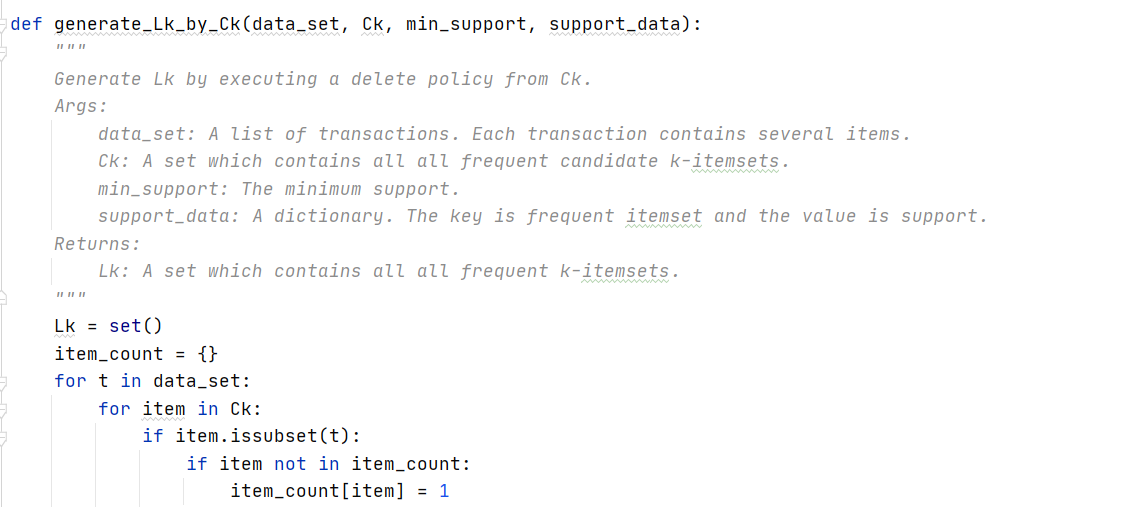 def generate_Lk_by_Ck(data_set, Ck, min_support, support_data):
    """
    Generate Lk by executing a delete policy from Ck.
    Args:
        data_set: A list of transactions. Each transaction contains several items.
        Ck: A set which contains all all frequent candidate k-itemsets.
        min_support: The minimum support.
        support_data: A dictionary. The key is frequent itemset and the value is support.
    Returns:
        Lk: A set which contains all all frequent k-itemsets.
    """
    Lk = set()
    item_count = {}
    for t in data_set:
        for item in Ck:
            if item.issubset(t):
                if item not in item_count:
                    item_count[item] = 1